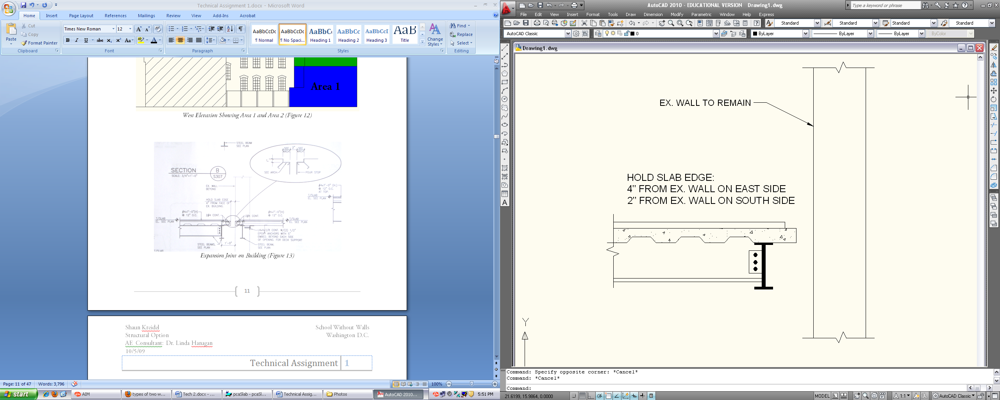 Technical Assignment 1.docx - Microsoft Word
Home Insert Page Layout References Mailings Review View Add-Ins Acrobat
Paste
Cut
Copy
Format Painter
Clipboard
Times New Roman 12
Font
Paragraph
AaBbCcDc AaBbCcDc AaBbC AaBbCc AaBbCcI AaB
¶ Normal ¶ No Spaci... Heading 1 Heading 2 Heading 3 Title
Change Styles
Styles
Find
Replace
Select
Editing
Area 1
West Elevation Showing Area 1 and Area 2 (Figure 12)
STEEL BEAM
SEE PLAN
SEE 2" SEE
ARCH. ARCH.
SEE ARCH.
POUR STOP
SECTION
SCALE: 3/4"=1'-0"
B
S307
EX. WALL
BEYOND
#4x7'-0" (H.)
@ 12" O.C.
AT TOP.
T/SLAB
EL. SEE PLAN
HOLD SLAB EDGE
4" FROM FACE OF
EX. BUILDING.
#4x7'-0"(H)
@ 12" O.C.
2#4 CONT.
2#4 CONT.
#4x7'-0"(H)
@ 12" O.C.
T/SLAB
EL. SEE PLAN
T/SLAB
EL. SEE PLAN
L4x4x3/8 CONT. W/(2) 1/2"
EPOXY ANCHORS WITH 5"
EMBED. BEYOND EACH SIDE
OF OPENING. FOR DECK SUPPORT
STEEL BEAMS,
SEE PLAN
1'-0"
STEEL BEAM,
SEE PLAN
T/SLAB
Expansion Joint on Building (Figure 13)
11
Shaun Kreidel
School Without Walls
Structural Option
Washington D.C.
AE Consultant: Dr. Linda Hanagan
10/5/09
Technical Assignment 1
Page: 11 of 47 Words: 3,796
100%
start
AIM
types of two w...
Tech 2.docx - ...
pcaSlab - pcaSl...
Technical Assig...
Photos
AutoCAD 2010...
5:51 PM
AutoCAD 2010 - EDUCATIONAL VERSION Drawing1.dwg
Type a keyword or phrase
File Edit View Insert Format Tools Draw Dimension Modify Parametric Window Help Express
Standard Standard Standard Standard
AutoCAD Classic
0
ByLayer ByLayer ByLayer ByColor
Drawing1.dwg
EX. WALL TO REMAIN
HOLD SLAB EDGE:
4" FROM EX. WALL ON EAST SIDE
2" FROM EX. WALL ON SOUTH SIDE
Y
Command: Specify opposite corner: *Cancel*
Command: *Cancel*
Command:
21.6199, 15.9864, 0.0000
MODEL
1:1
AutoCAD Classic